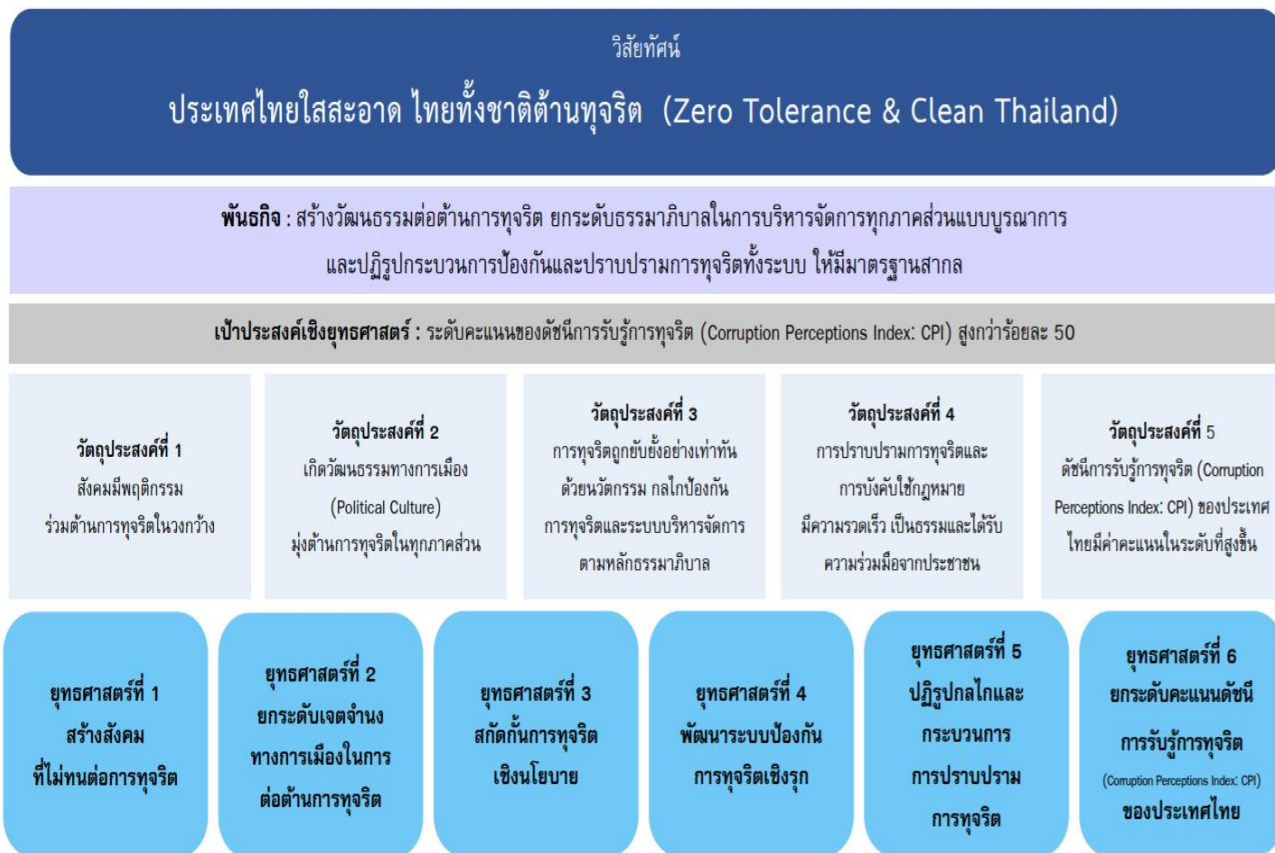 วิสัยทัศน์
ประเทศไทยใสสะอาด ไทยทั้งชาติต้านทุจริต (Zero Tolerance & Clean Thailand)
พันธกิจ : สร้างวัฒนธรรมต่อต้านการทุจริต ยกระดับธรรมาภิบาลในการบริหารจัดการทุกภาคส่วนแบบบูรณาการ
และปฏิรูปกระบวนการป้องกันและปราบปรามการทุจริตทั้งระบบ ให้มีมาตรฐานสากล
เป้าประสงค์เชิงยุทธศาสตร์ : ระดับคะแนนของดัชนีการรับรู้การทุจริต (Corruption Perceptions Index: CPI) สูงกว่าร้อยละ 50
วัตถุประสงค์ที่ 1
สังคมมีพฤติกรรม
ร่วมต้านการทุจริตในวงกว้าง
วัตถุประสงค์ที่ 2
เกิดวัฒนธรรมทางการเมือง
(Political Culture)
มุ่งต้านการทุจริตในทุกภาคส่วน
วัตถุประสงค์ที่ 3
การทุจริตถูกยับยั้งอย่างเท่าทัน
ด้วยนวัตกรรม กลไกป้องกัน
การทุจริตและระบบบริหารจัดการ
ตามหลักธรรมาภิบาล
วัตถุประสงค์ที่ 4
การปราบปรามการทุจริตและ
การบังคับใช้กฎหมาย
มีความรวดเร็ว เป็นธรรมและได้รับ
ความร่วมมือจากประชาชน
วัตถุประสงค์ที่ 5
ดัชนีการรับรู้การทุจริต (Corruption
Perceptions Index: CPI) ของประเทศ
ไทยมีค่าคะแนนในระดับที่สูงขึ้น
ยุทธศาสตร์ที่ 1
สร้างสังคม
ที่ไม่ทนต่อการทุจริต
ยุทธศาสตร์ที่ 2
ยกระดับเจตจำนง
ทางการเมืองในการ
ต่อต้านการทุจริต
ยุทธศาสตร์ที่ 3
สกัดกั้นการทุจริต
เชิงนโยบาย
ยุทธศาสตร์ที่ 4
พัฒนาระบบป้องกัน
การทุจริตเชิงรุก
ยุทธศาสตร์ที่ 5
ปฏิรูปกลไกและ
กระบวนการ
การปราบปราม
การทุจริต
ยุทธศาสตร์ที่ 6
ยกระดับคะแนนดัชนี
การรับรู้การทุจริต
(Corruption Perceptions Index: CPI)
ของประเทศไทย